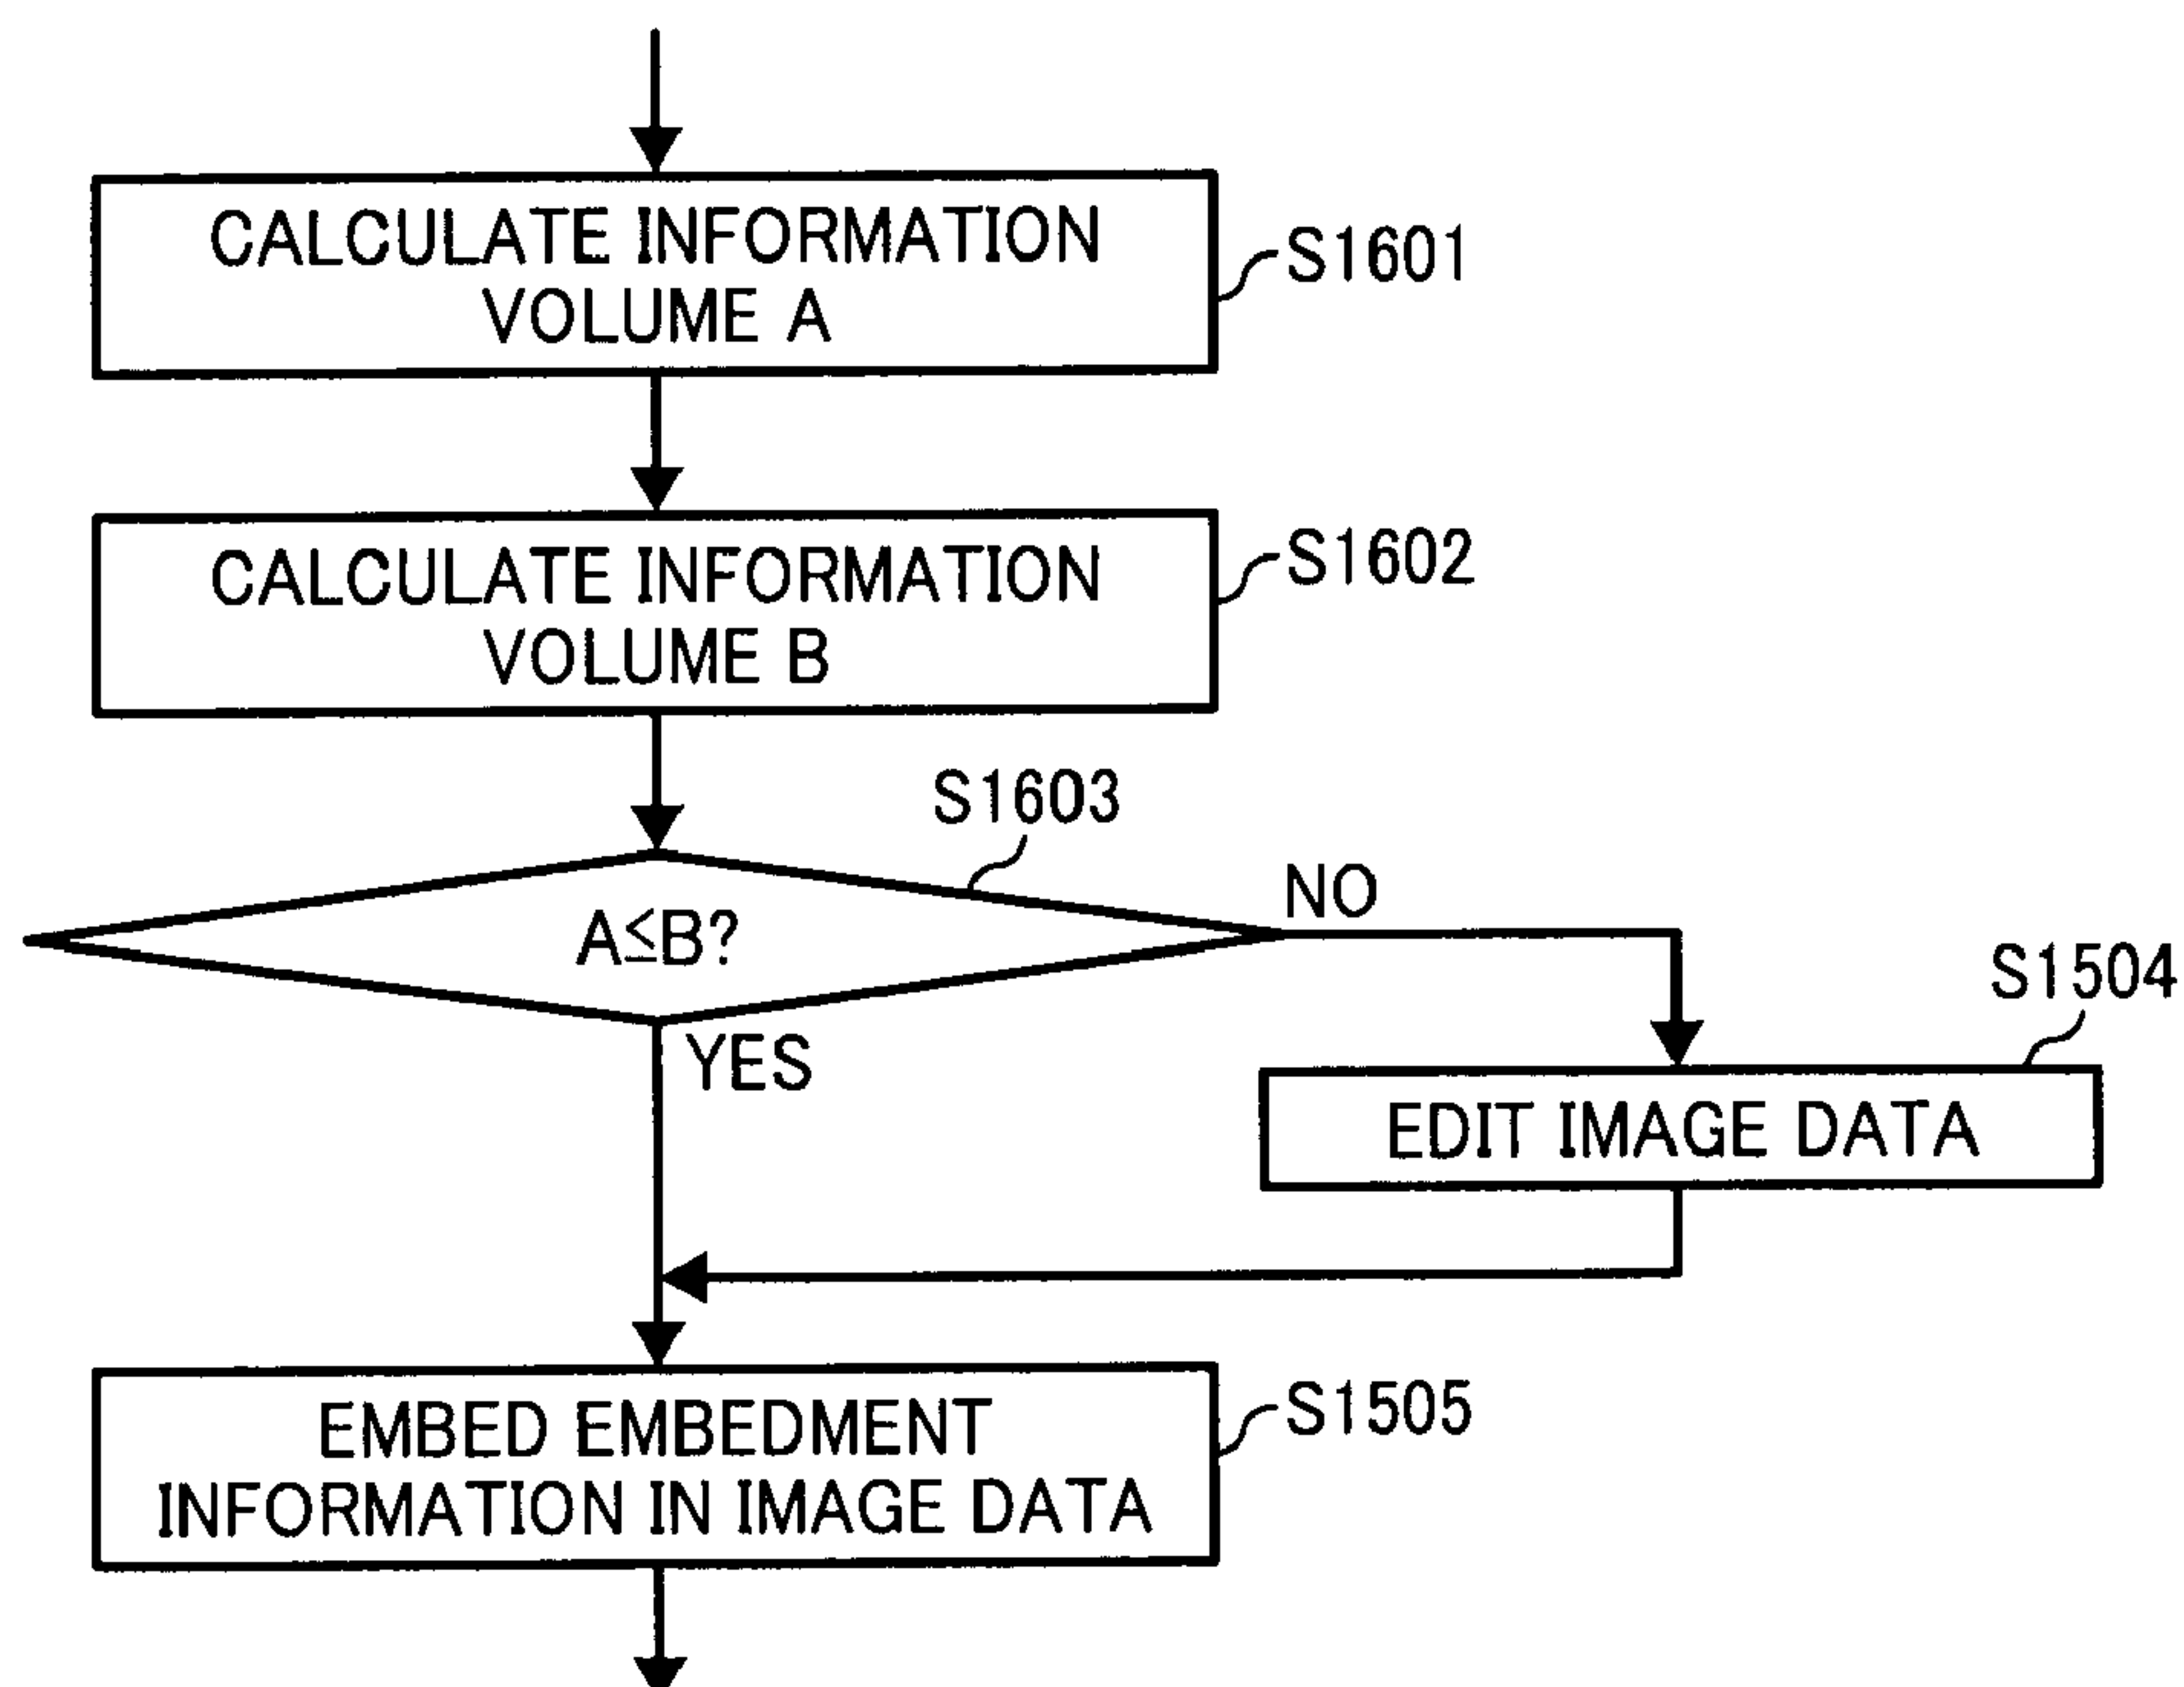 CALCULATE INFORMATION
VOLUME A
S1601
CALCULATE INFORMATION
VOLUME B
S1602
S1603
A≤B?
NO
YES
S1504
EDIT IMAGE DATA
EMBED EMBEDMENT
INFORMATION IN IMAGE DATA
S1505